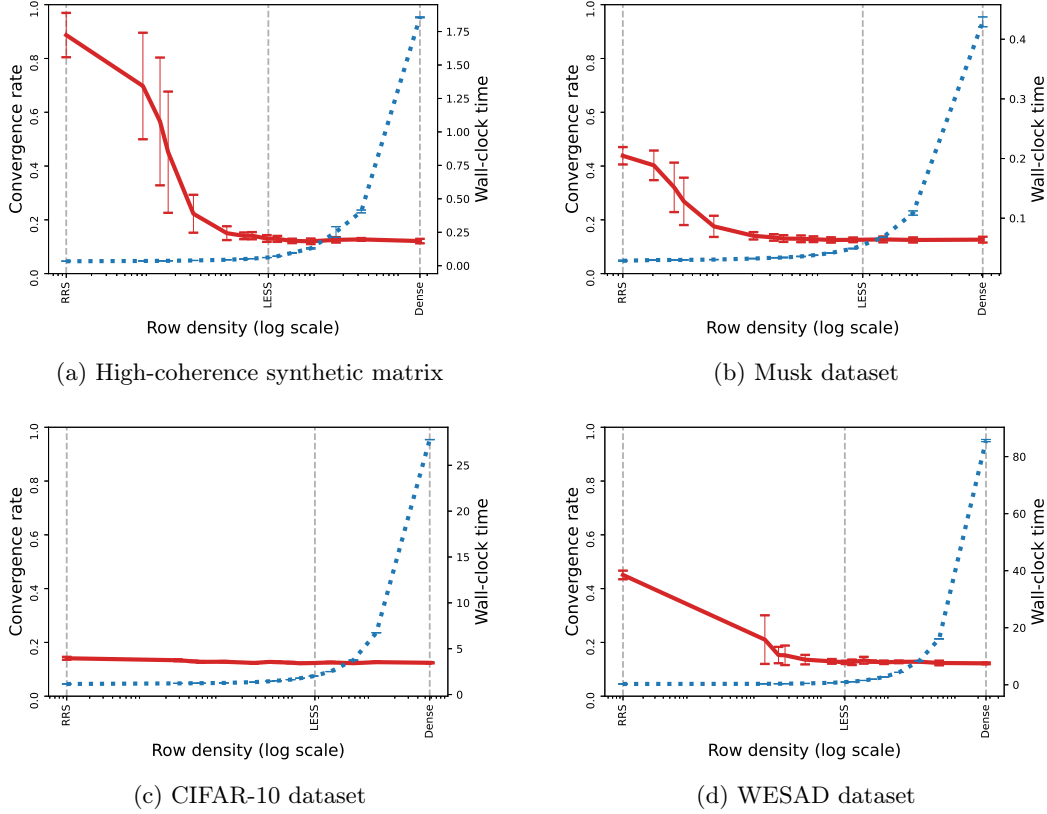 1.0
0.8
0.6
0.4
0.2
0.0
Convergence rate
1.75
1.50
1.25
1.00
0.75
0.50
0.25
0.00
Wall-clock time
RRS
LESS
Dense
Row density (log scale)
(a) High-coherence synthetic matrix
1.0
0.8
0.6
0.4
0.2
0.0
Convergence rate
0.4
0.3
0.2
0.1
Wall-clock time
RRS
LESS
Dense
Row density (log scale)
(b) Musk dataset
1.0
0.8
0.6
0.4
0.2
0.0
Convergence rate
25
20
15
10
5
0
Wall-clock time
RRS
LESS
Dense
Row density (log scale)
(c) CIFAR-10 dataset
1.0
0.8
0.6
0.4
0.2
0.0
Convergence rate
80
60
40
20
0
Wall-clock time
RRS
LESS
Dense
Row density (log scale)
(d) WESAD dataset